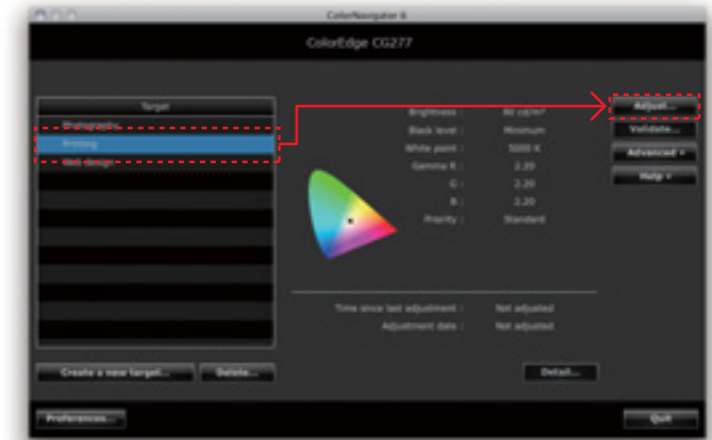 ColorNavigator 6
ColorEdge CG277
Target
Photography
Printing
Web design
Brightness : 80 cd/m²
Black level : Minimum
White point : 5000 K
Gamma R : 2.20
G : 2.20
B : 2.20
Priority : Standard
Time since last adjustment : Not adjusted
Adjustment date : Not adjusted
Adjust...
Validate...
Advanced
Help
Create a new target...
Delete...
Detail...
Preferences...
Quit